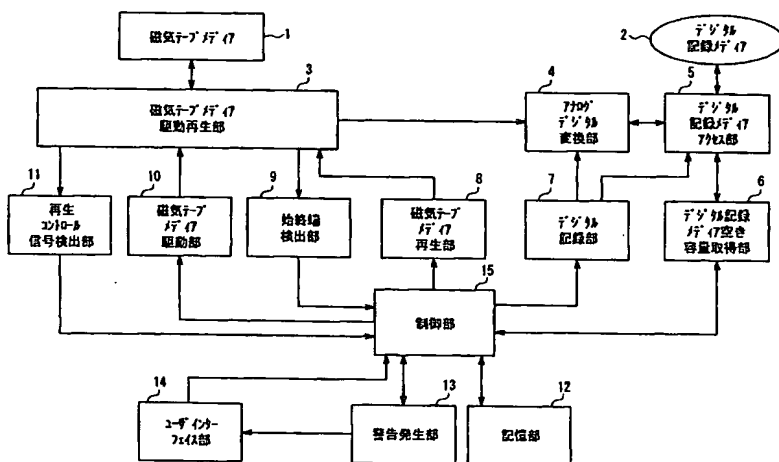 磁気テープメディア
1
2
デジタル
記録メディア
3
磁気テープメディア
駆動再生部
4
アナログ
デジタル
変換部
5
デジタル
記録メディア
アクセス部
11
再生
コントロール
信号検出部
10
磁気テープ
メディア
駆動部
9
始終端
検出部
8
磁気テープ
メディア
再生部
7
デジタル
記録部
6
デジタル記録
メディア空き
容量取得部
15
制御部
14
ユーザインター
フェイス部
13
警告発生部
12
記憶部